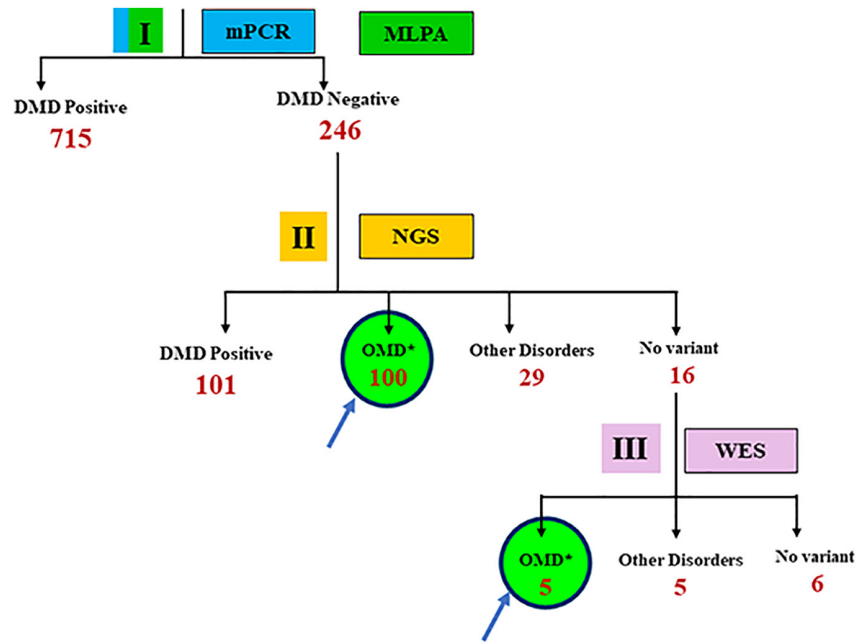 I
mPCR
MLPA
DMD Positive
715
DMD Negative
246
II
NGS
DMD Positive
101
OMD*
100
Other Disorders
29
No variant
16
III
WES
OMD*
5
Other Disorders
5
No variant
6